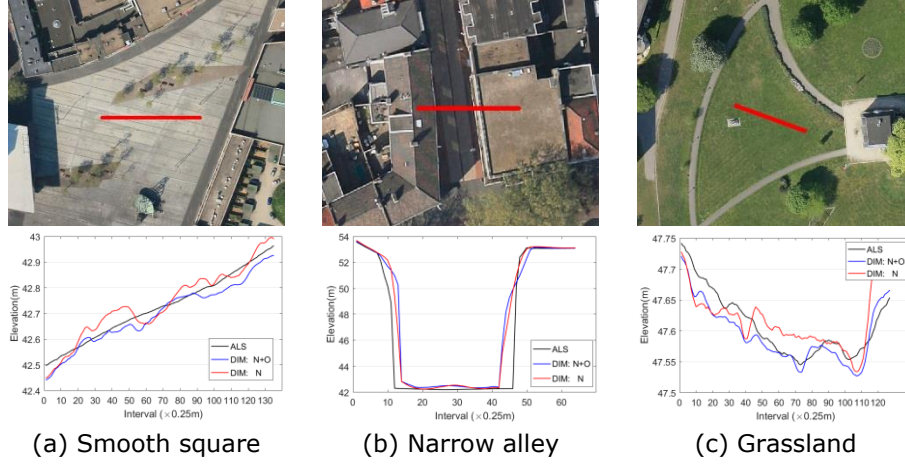 43
42.9
42.8
42.7
42.6
42.5
42.4
Elevation(m)
ALS
DIM: N+O
DIM: N
1 10 20 30 40 50 60 70 80 90 100 110 120 130
Interval (×0.25m)
54
52
50
48
46
44
42
Elevation(m)
ALS
DIM: N+O
DIM: N
0 10 20 30 40 50 60
Interval (×0.25m)
47.75
47.7
47.65
47.6
47.55
47.5
Elevation(m)
ALS
DIM: N+O
DIM: N
0 10 20 30 40 50 60 70 80 90 100 110 120
Interval (×0.25m)
(a) Smooth square
(b) Narrow alley
(c) Grassland